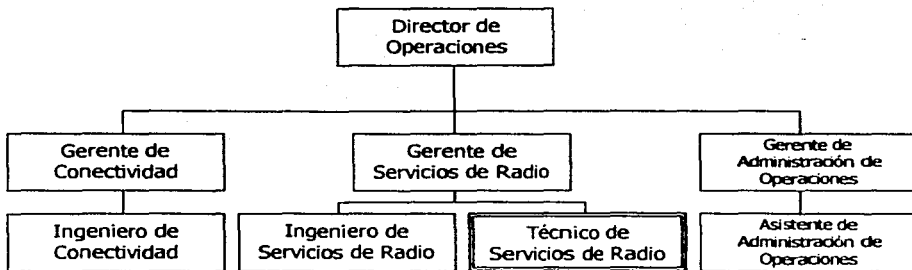 Director de
Operaciones
Gerente de
Conectividad
Gerente de
Servicios de Radio
Gerente de
Administración de
Operaciones
Ingeniero de
Conectividad
Ingeniero de
Servicios de Radio
Técnico de
Servicios de Radio
Asistente de
Administración de
Operaciones